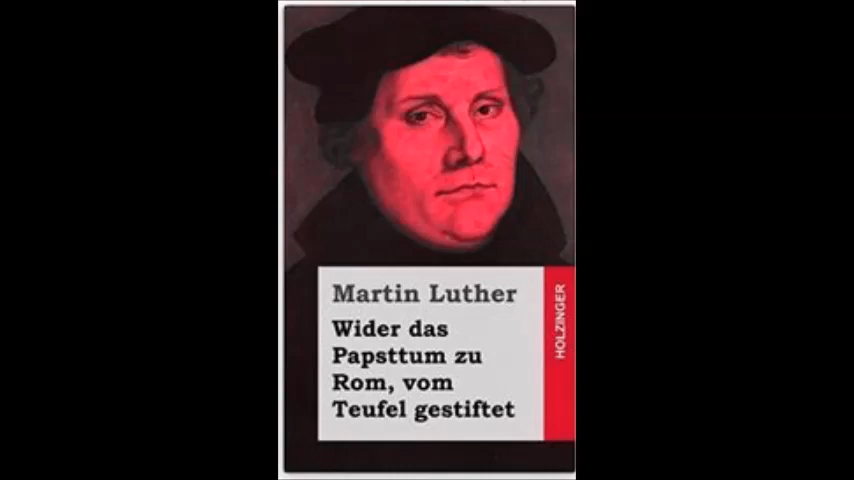 Martin Luther
Wider das
Papsttum zu
Rom, vom
Teufel gestiftet
HOLZINGER